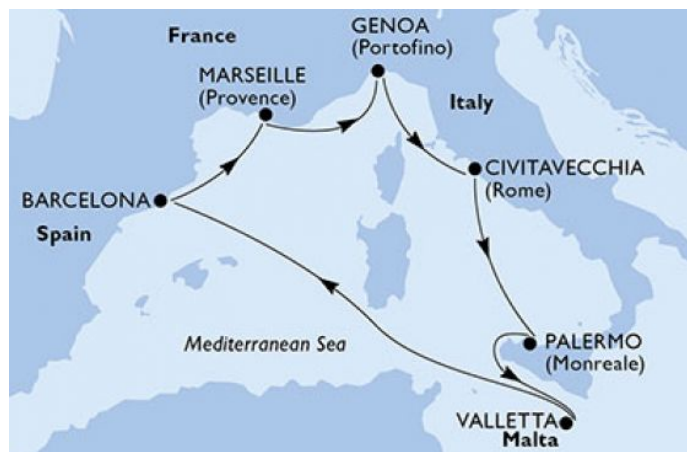 France
GENOA
(Portofino)
MARSEILLE
(Provence)
Italy
CIVITAVECCHIA
(Rome)
BARCELONA
Spain
Mediterranean Sea
PALERMO
(Monreale)
VALLETTA
Malta